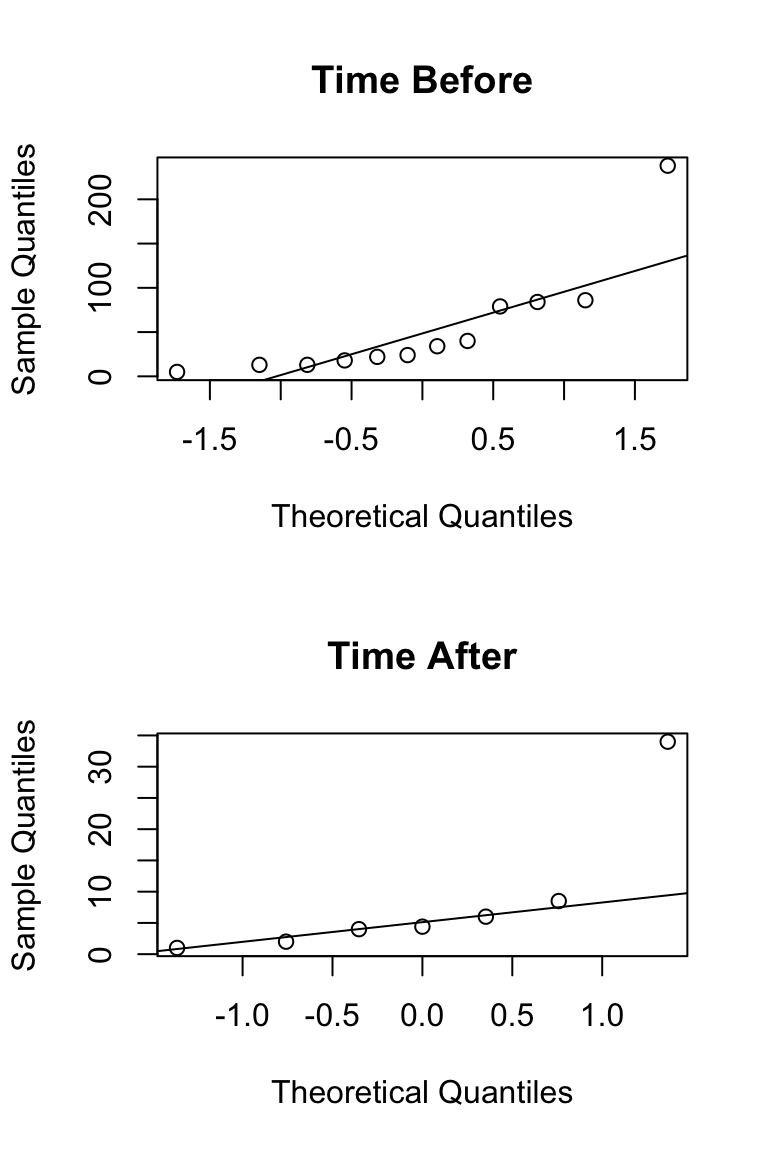 Time Before
Sample Quantiles
200
100
0
-1.5 -0.5 0.5 1.5
Theoretical Quantiles
Time After
Sample Quantiles
30
20
10
0
-1.0 -0.5 0.0 0.5 1.0
Theoretical Quantiles